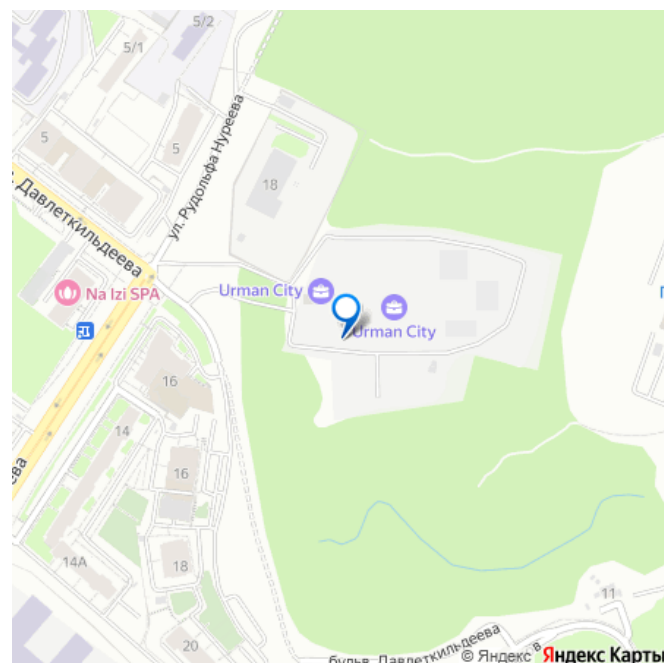 5/2
5/1
5
5
ул. Рудольфа Нуреева
18
. Давлеткильдеева
Na Izi SPA
Urman City
Urman City
П
16
14
ева
16
14А
18
20
11
бульв. Давлеткильдеева
в
© Яндекс Яндекс Карты